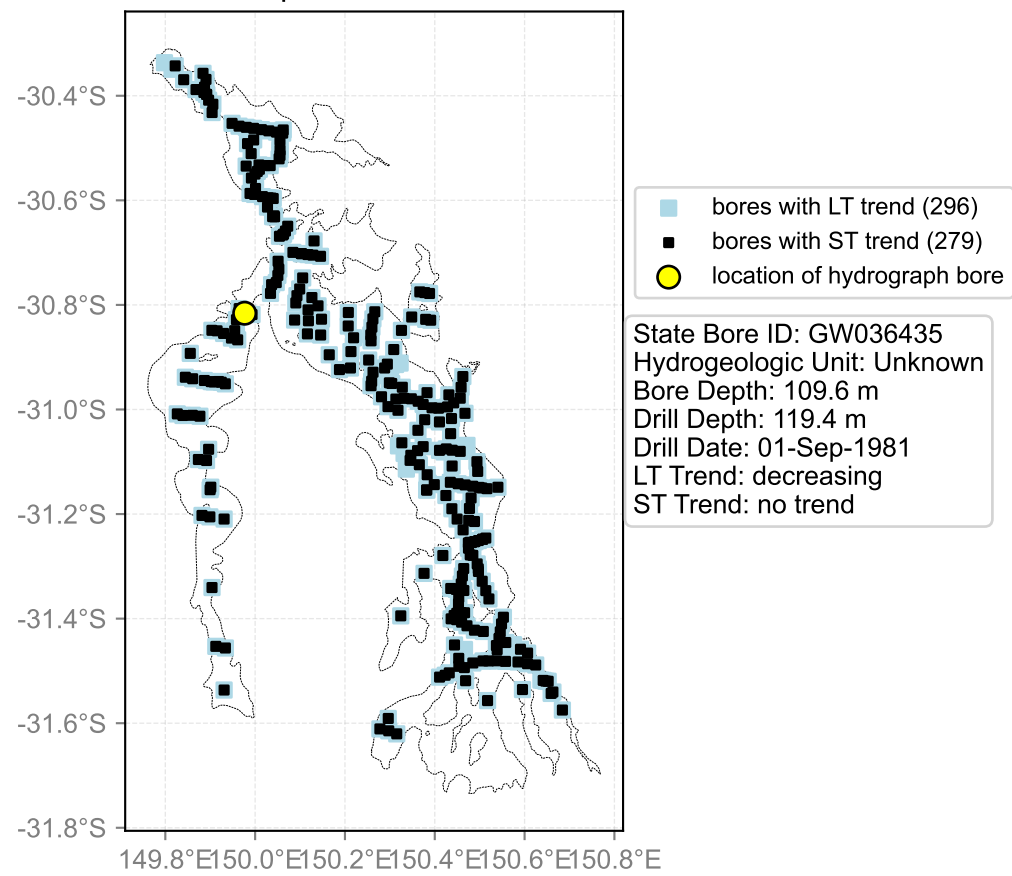 -30.4°S
-30.6°S
-30.8°S
-31.0°S
-31.2°S
-31.4°S
-31.6°S
-31.8°S
149.8°E150.0°E150.2°E150.4°E150.6°E150.8°E
bores with LT trend (296)
bores with ST trend (279)
location of hydrograph bore
State Bore ID: GW036435
Hydrogeologic Unit: Unknown
Bore Depth: 109.6 m
Drill Depth: 119.4 m
Drill Date: 01-Sep-1981
LT Trend: decreasing
ST Trend: no trend